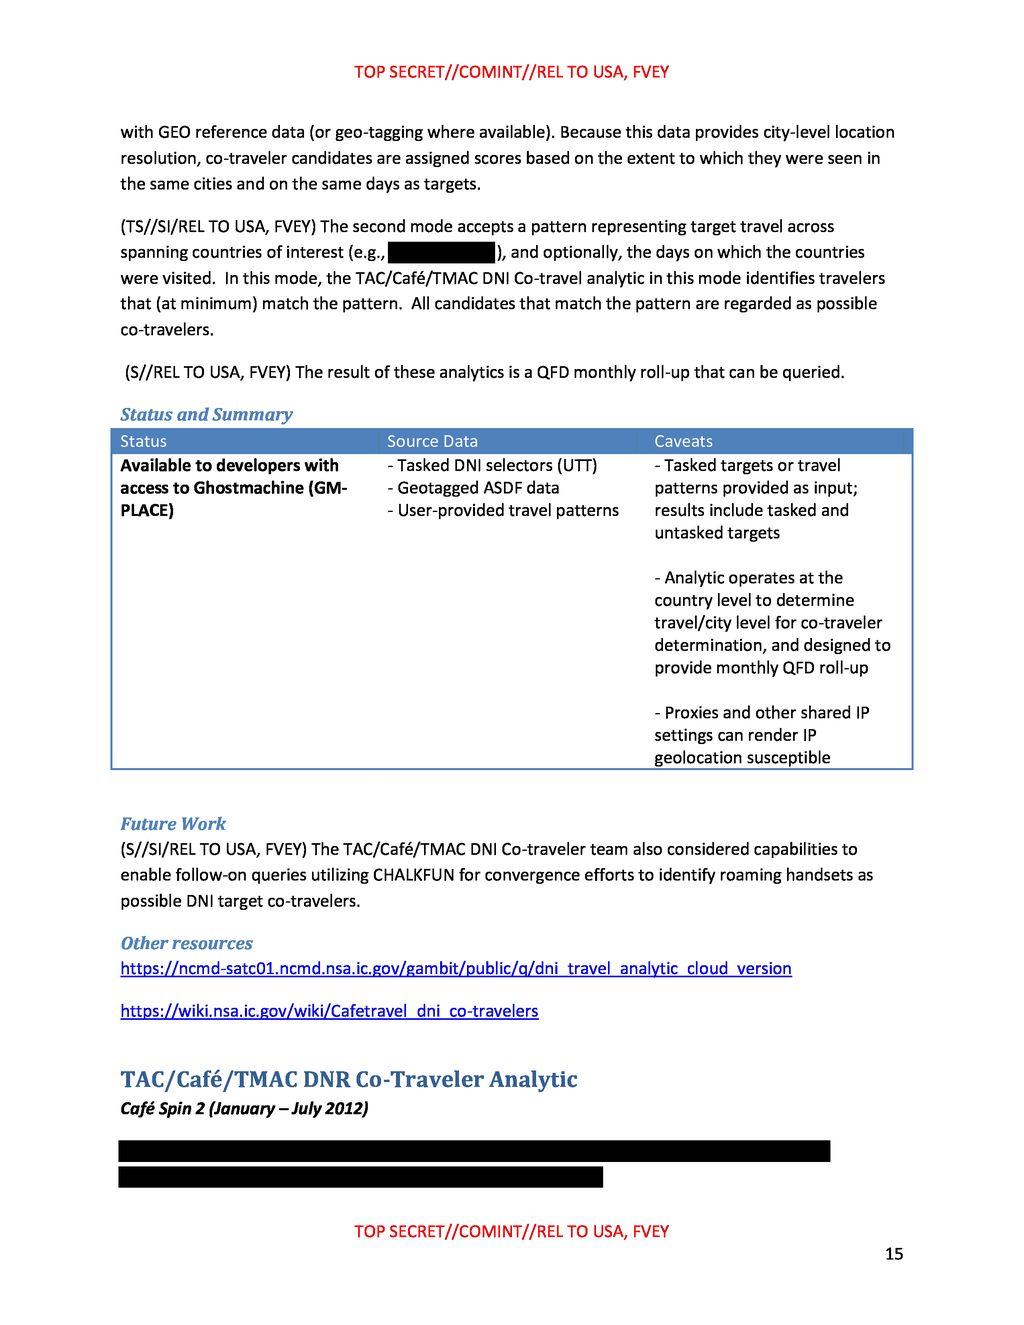 TOP SECRET//COMINT//REL TO USA, FVEY
with GEO reference data (or geo-tagging where available). Because this data provides city-level location
resolution, co-traveler candidates are assigned scores based on the extent to which they were seen in
the same cities and on the same days as targets.
(TS//SI/REL TO USA, FVEY) The second mode accepts a pattern representing target travel across
spanning countries of interest (e.g., ), and optionally, the days on which the countries
were visited. In this mode, the TAC/Café/TMAC DNI Co-travel analytic in this mode identifies travelers
that (at minimum) match the pattern. All candidates that match the pattern are regarded as possible
co-travelers.
(S//REL TO USA, FVEY) The result of these analytics is a QFD monthly roll-up that can be queried.
Status and Summary
Status Source Data Caveats
Available to developers with
access to Ghostmachine (GM-
PLACE)
- Tasked DNI selectors (UTT)
- Geotagged ASDF data
- User-provided travel patterns
- Tasked targets or travel
patterns provided as input;
results include tasked and
untasked targets
- Analytic operates at the
country level to determine
travel/city level for co-traveler
determination, and designed to
provide monthly QFD roll-up
- Proxies and other shared IP
settings can render IP
geolocation susceptible
Future Work
(S//SI/REL TO USA, FVEY) The TAC/Café/TMAC DNI Co-traveler team also considered capabilities to
enable follow-on queries utilizing CHALKFUN for convergence efforts to identify roaming handsets as
possible DNI target co-travelers.
Other resources
https://ncmd-satc01.ncmd.nsa.ic.gov/gambit/public/q/dni_travel_analytic_cloud_version
https://wiki.nsa.ic.gov/wiki/Cafetravel_dni_co-travelers
TAC/Café/TMAC DNR Co-Traveler Analytic
Café Spin 2 (January – July 2012)
TOP SECRET//COMINT//REL TO USA, FVEY
15